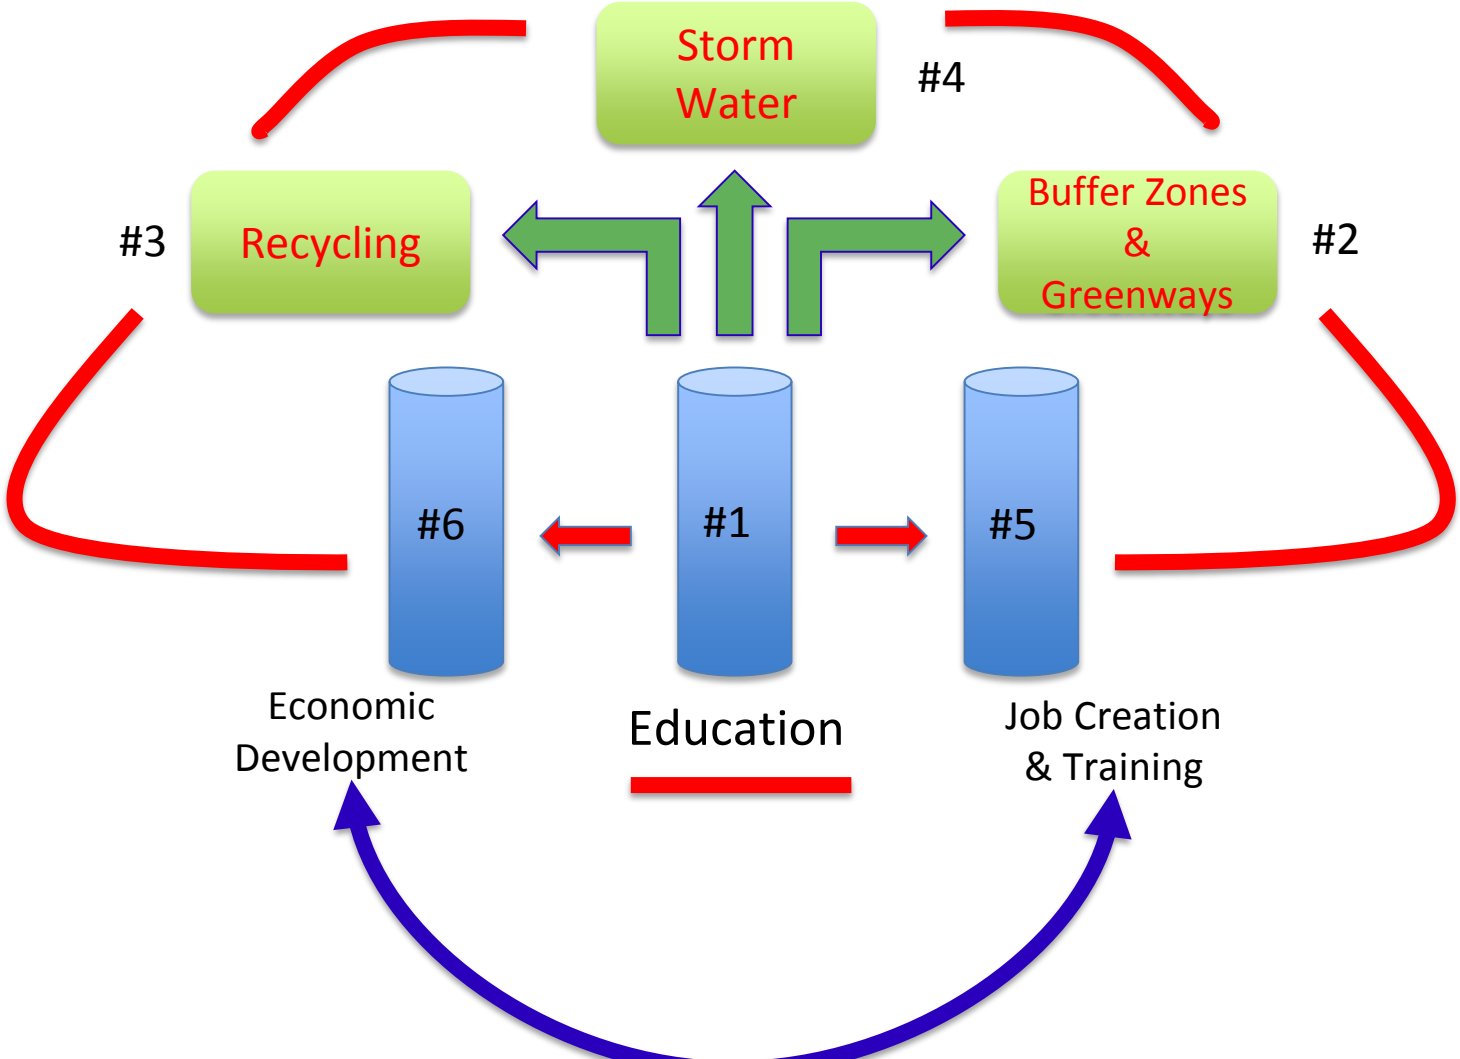 Storm
Water
#4
#3
Recycling
Buffer Zones
&
Greenways
#2
#6
#1
#5
Economic
Development
Education
Job Creation
& Training